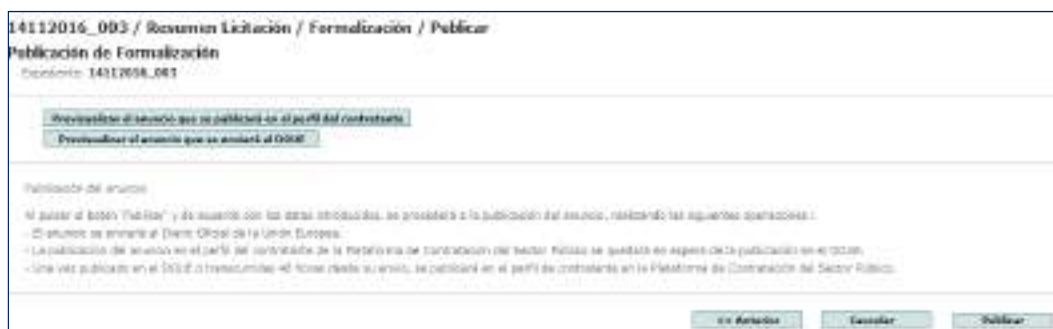 14112016_003 / Resumen Licitación / Formalización / Publicar
Publicación de Formalización
Expediente: 14112016_003
Previsualizar el anuncio que se publicará en el perfil del contratante
Previsualizar el anuncio que se enviará al DOUE
Publicación del anuncio
Al pulsar el botón "Publicar" y de acuerdo con los datos introducidos, se procederá a la publicación del anuncio, realizando las siguientes operaciones:
- El anuncio se enviará al Diario Oficial de la Unión Europea.
- La publicación del anuncio en el perfil del contratante de la Plataforma de Contratación del Sector Público se quedará en espera de la publicación en el DOUE.
- Una vez publicado en el DOUE o transcurridas 48 horas desde su envío, se publicará en el perfil de contratante en la Plataforma de Contratación del Sector Público.
<< Anterior
Cancelar
Publicar